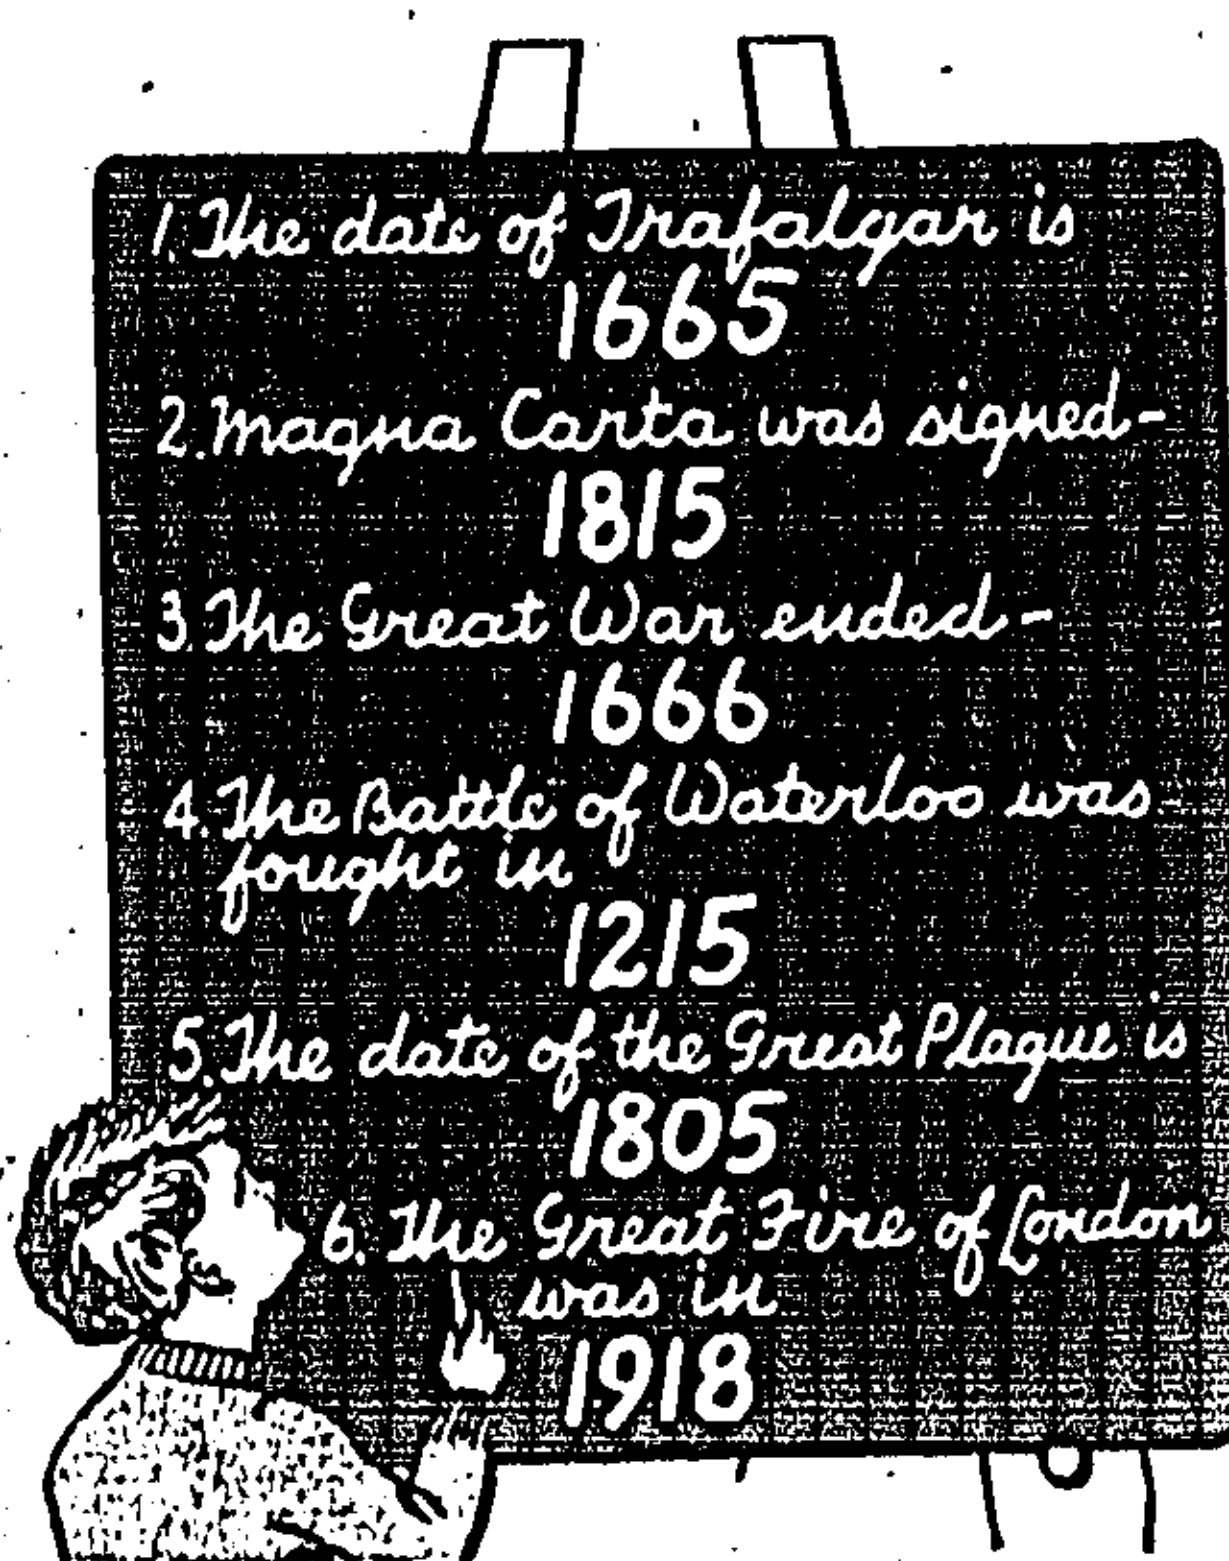 1. The date of Trafalgar is
1665
2. Magna Carta was signed-
1815
3. The Great War ended-
1666
4. The Battle of Waterloo was
fought in
1215
5. The date of the Great Plague is
1805
6. The Great Fire of London
was in
1918